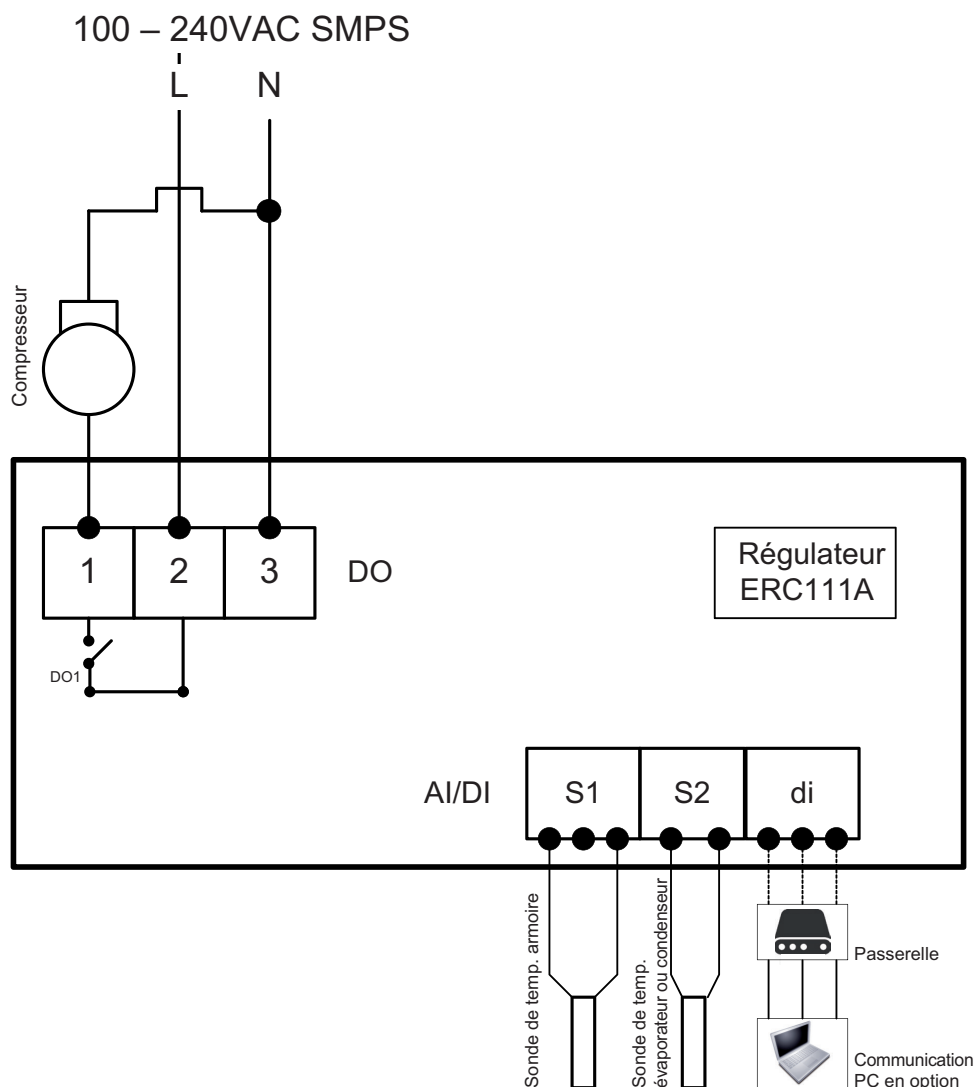 100 – 240VAC SMPS
L N
Compresseur
1 2 3 DO
Régulateur
ERC111A
DO1
AI/DI S1 S2 di
Sonde de temp. armoire
Sonde de temp.
évaporateur ou condenseur
Passerelle
Communication
PC en option